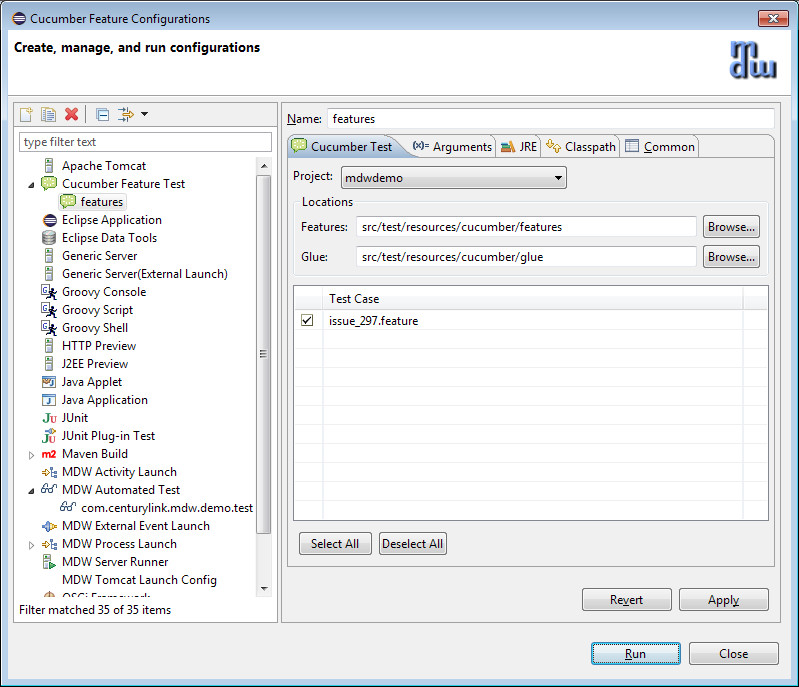 Cucumber Feature Configurations
Create, manage, and run configurations
mdw
type filter text
Apache Tomcat
Cucumber Feature Test
features
Eclipse Application
Eclipse Data Tools
Generic Server
Generic Server(External Launch)
Groovy Console
Groovy Script
Groovy Shell
HTTP Preview
J2EE Preview
Java Applet
Java Application
JUnit
JUnit Plug-in Test
m2 Maven Build
MDW Activity Launch
MDW Automated Test
com.centurylink.mdw.demo.test
MDW External Event Launch
MDW Process Launch
MDW Server Runner
MDW Tomcat Launch Config
OSGi Framework
Filter matched 35 of 35 items
Name: features
Cucumber Test (x)= Arguments JRE Classpath Common
Project: mdwdemo
Locations
Features: src/test/resources/cucumber/features Browse...
Glue: src/test/resources/cucumber/glue Browse...
Test Case
issue_297.feature
Select All Deselect All
Revert Apply
Run Close